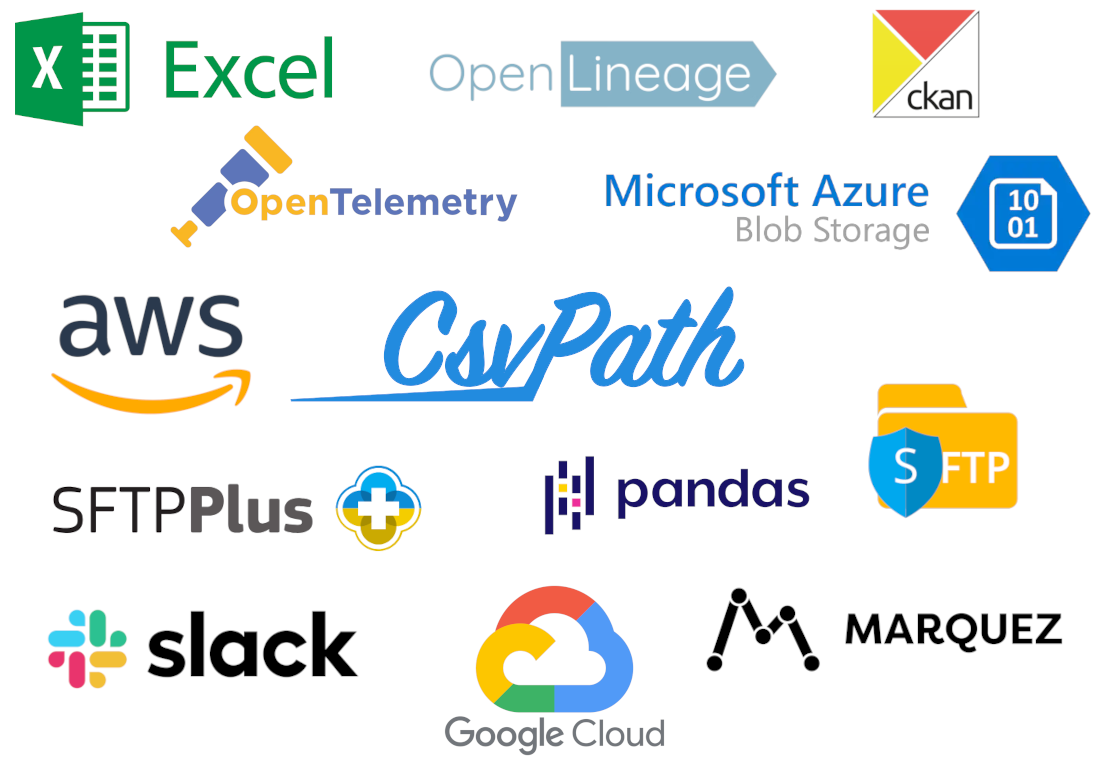 X Excel
OpenLineage
ckan
OpenTelemetry
Microsoft Azure
Blob Storage
10
01
aws
CsvPath
SFTP
SFTPPlus
pandas
slack
MARQUEZ
Google Cloud